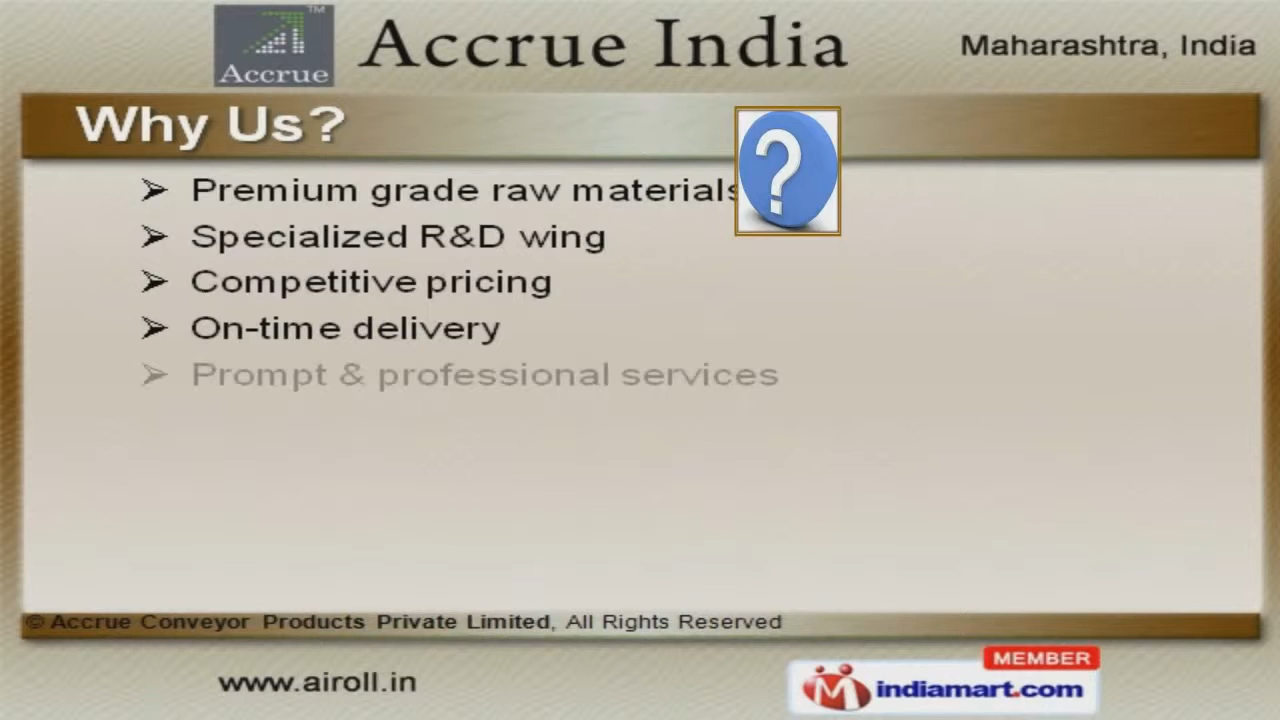 TM
Accrue
Accrue India
Maharashtra, India
Why Us?
?
➢ Premium grade raw materials
➢ Specialized R&D wing
➢ Competitive pricing
➢ On-time delivery
➢ Prompt & professional services
© Accrue Conveyor Products Private Limited, All Rights Reserved
www.airoll.in
MEMBER
indiamart.com